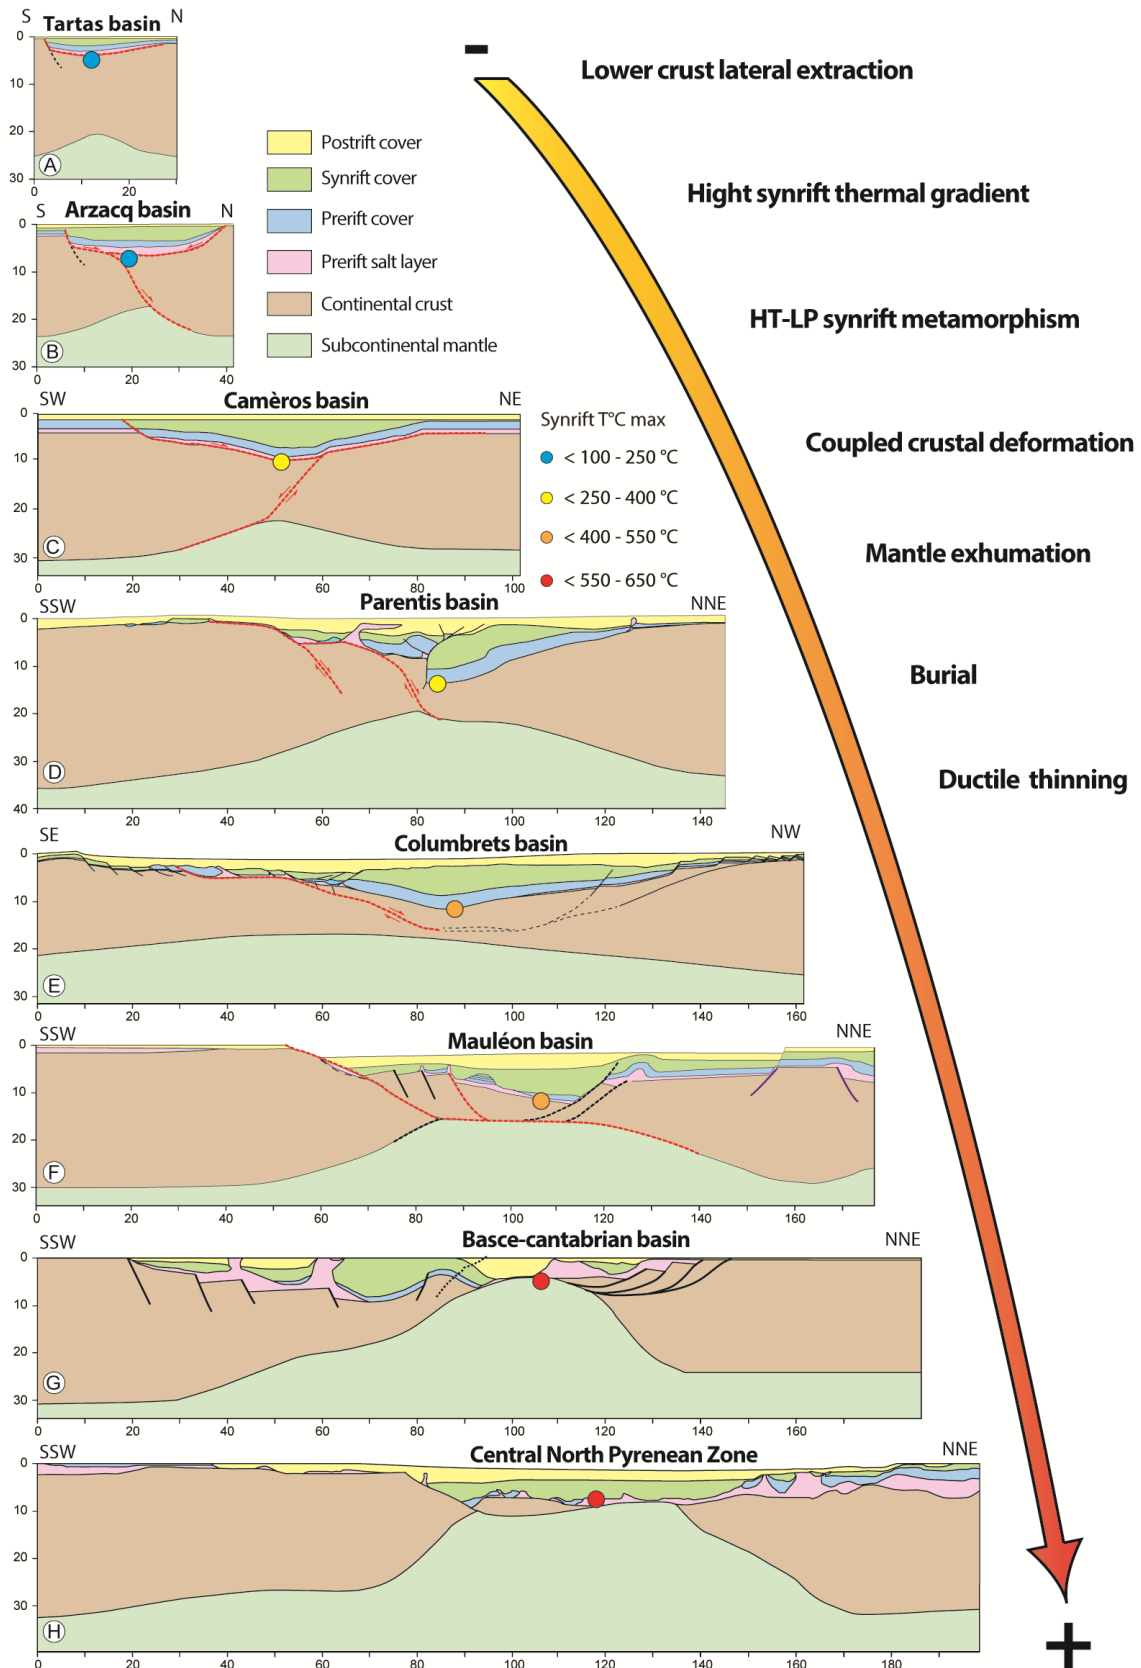 S Tartas basin N
0
10
20
30
A
0 20
S Arzacq basin N
0
10
20
30
B
0 20 40
Postrift cover
Synrift cover
Prerift cover
Prerift salt layer
Continental crust
Subcontinental mantle
SW Camèros basin NE
0
10
20
30
C
0 20 40 60 80 100
Synrift T°C max
< 100 - 250 °C
< 250 - 400 °C
< 400 - 550 °C
< 550 - 650 °C
SSW Parentis basin NNE
0
10
20
30
40
D
0 20 40 60 80 100 120 140
SE Columbrets basin NW
0
10
20
30
E
0 20 40 60 80 100 120 140 160
SSW Mauléon basin NNE
0
10
20
30
F
0 20 40 60 80 100 120 140 160
SSW Basce-cantabrian basin NNE
0
10
20
30
G
0 20 40 60 80 100 120 140 160
SSW Central North Pyrenean Zone NNE
0
10
20
30
H
0 20 40 60 80 100 120 140 160 180
-
Lower crust lateral extraction
Hight synrift thermal gradient
HT-LP synrift metamorphism
Coupled crustal deformation
Mantle exhumation
Burial
Ductile thinning
+